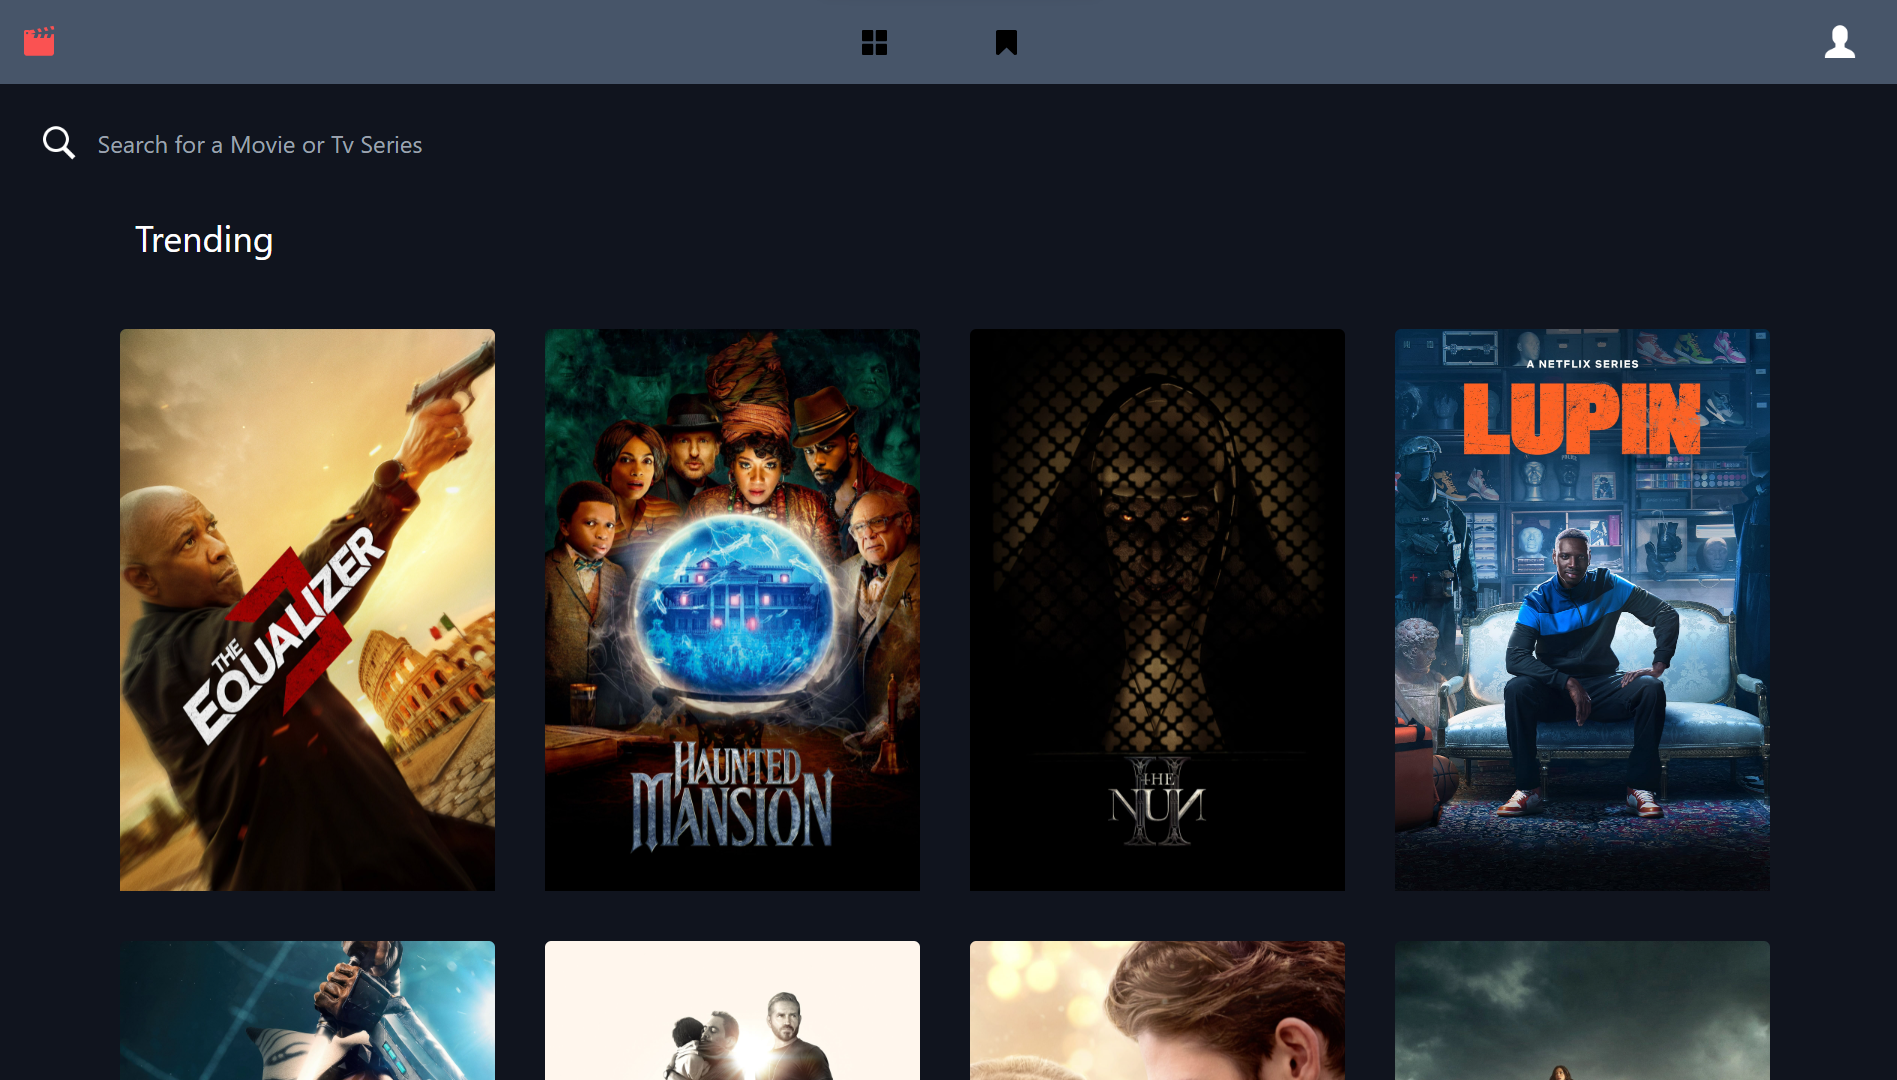 Search for a Movie or Tv Series
Trending
3
THE
EQUALIZER
HAUNTED
MANSION
THE
NUN
II
A NETFLIX SERIES
LUPIN